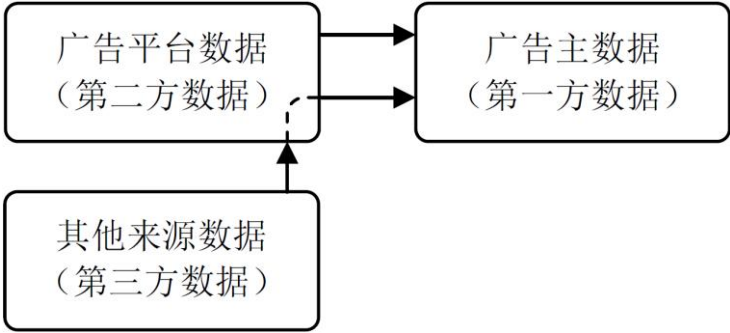 广告平台数据
（第二方数据）
广告主数据
（第一方数据）
其他来源数据
（第三方数据）